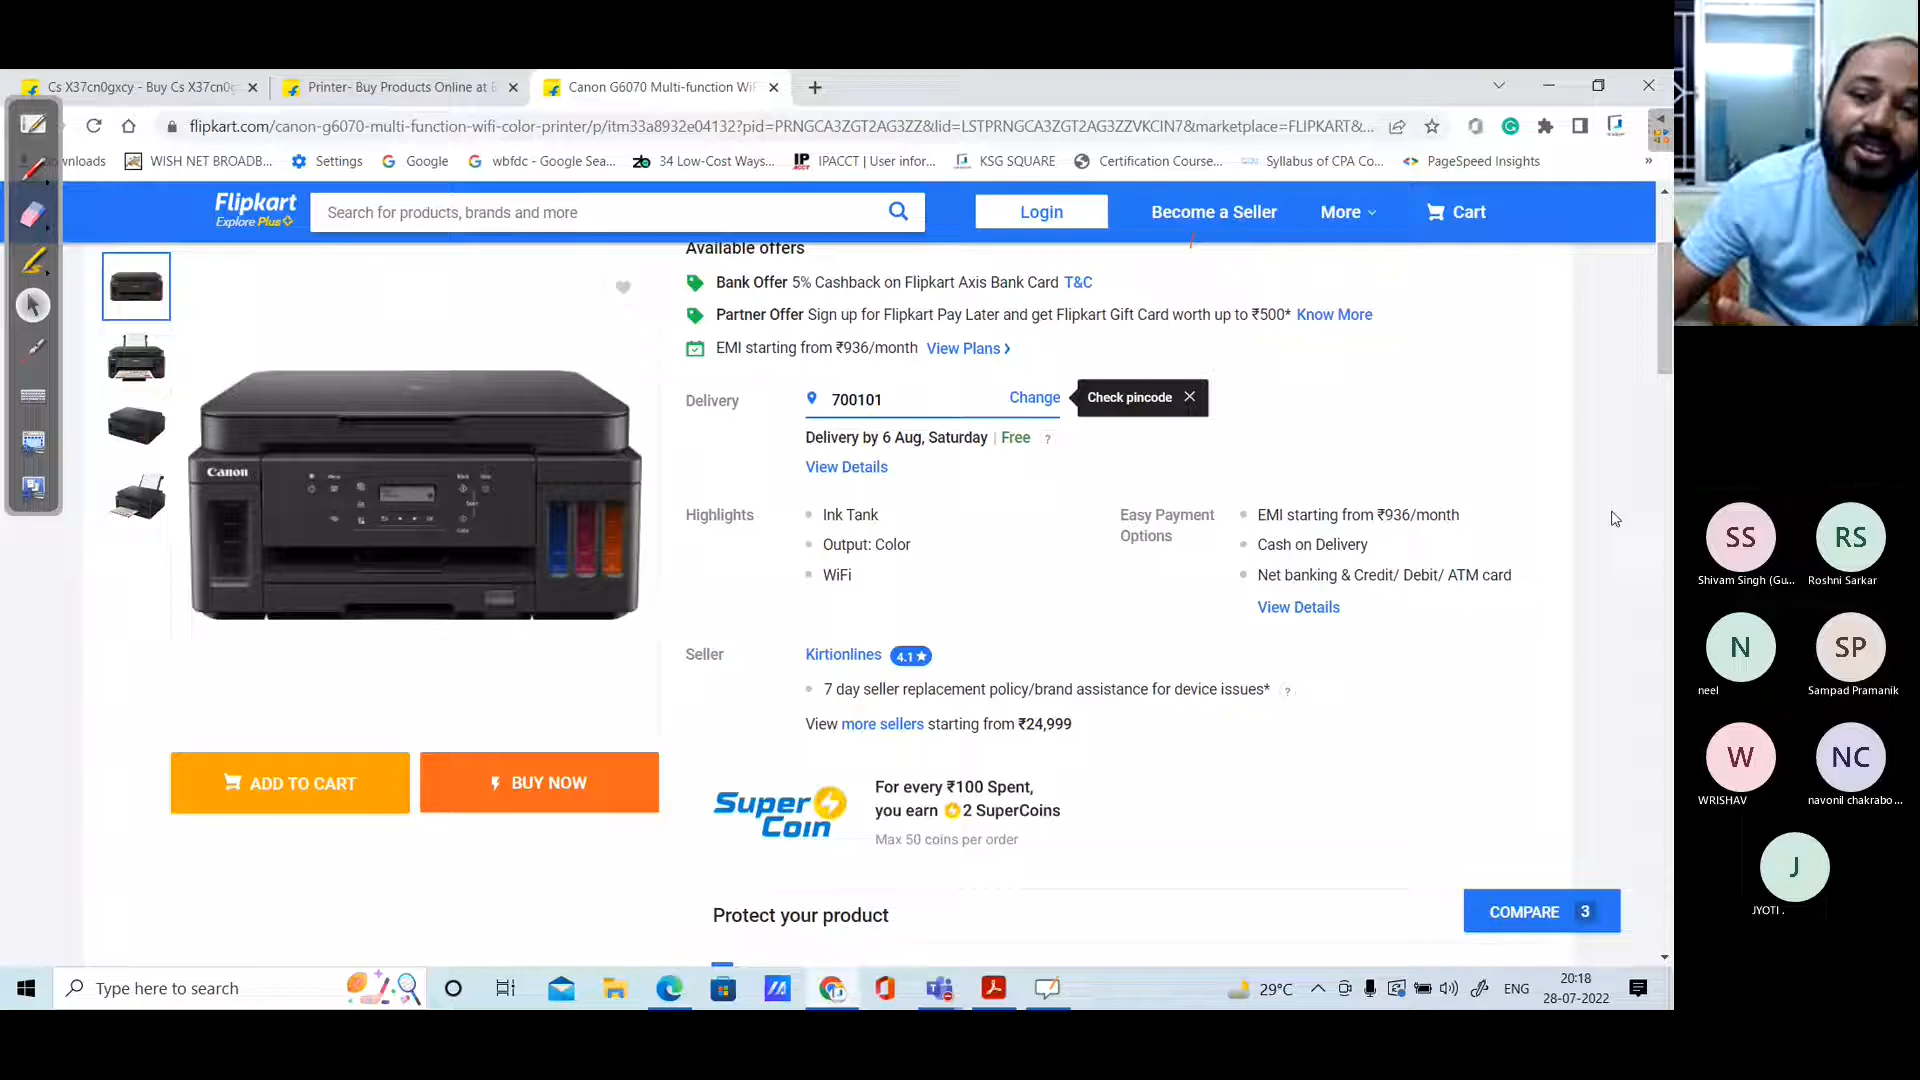 Cs X37cn0gxcy - Buy Cs X37cn0g
Printer- Buy Products Online at B
Canon G6070 Multi-function WiF
flipkart.com/canon-g6070-multi-function-wifi-color-printer/p/itm33a8932e04132?pid=PRNGCA3ZGT2AG3ZZ&lid=LSTPRNGCA3ZGT2AG3ZZVKCIN7&marketplace=FLIPKART&...
wnloads
WISH NET BROADB...
Settings
Google
wbfdc - Google Sea...
34 Low-Cost Ways...
IPACCT | User infor...
KSG SQUARE
Certification Course...
Syllabus of CPA Co...
PageSpeed Insights
»
Flipkart
Explore Plus
Search for products, brands and more
Login
Become a Seller
More
Cart
Available offers
Bank Offer 5% Cashback on Flipkart Axis Bank Card T&C
Partner Offer Sign up for Flipkart Pay Later and get Flipkart Gift Card worth up to ₹500* Know More
EMI starting from ₹936/month View Plans
Delivery
700101
Change
Check pincode
Delivery by 6 Aug, Saturday | Free ?
View Details
Canon
Highlights
Ink Tank
Output: Color
WiFi
Easy Payment
Options
EMI starting from ₹936/month
Cash on Delivery
Net banking & Credit/ Debit/ ATM card
View Details
Seller
Kirtionlines 4.1★
7 day seller replacement policy/brand assistance for device issues* ?
View more sellers starting from ₹24,999
ADD TO CART
BUY NOW
Super Coin
For every ₹100 Spent,
you earn 2 SuperCoins
Max 50 coins per order
Protect your product
COMPARE 3
Type here to search
29°C
ENG
20:18
28-07-2022
SS
Shivam Singh (Gu...
RS
Roshni Sarkar
N
neel
SP
Sampad Pramanik
W
WRISHAV
NC
navonil chakrabo...
J
JYOTI .